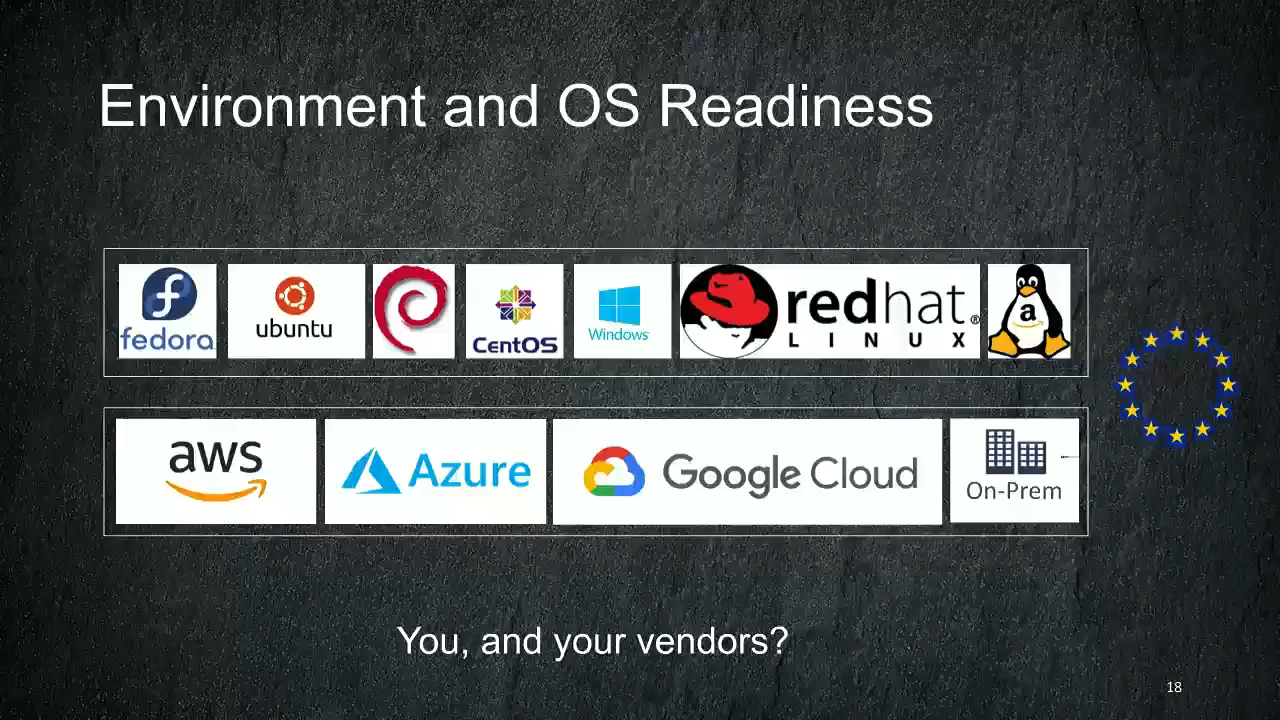 Environment and OS Readiness
fedora
ubuntu
CentOS
Windows
redhat®
LINUX
a
aws
Azure
Google Cloud
On-Prem
You, and your vendors?
18